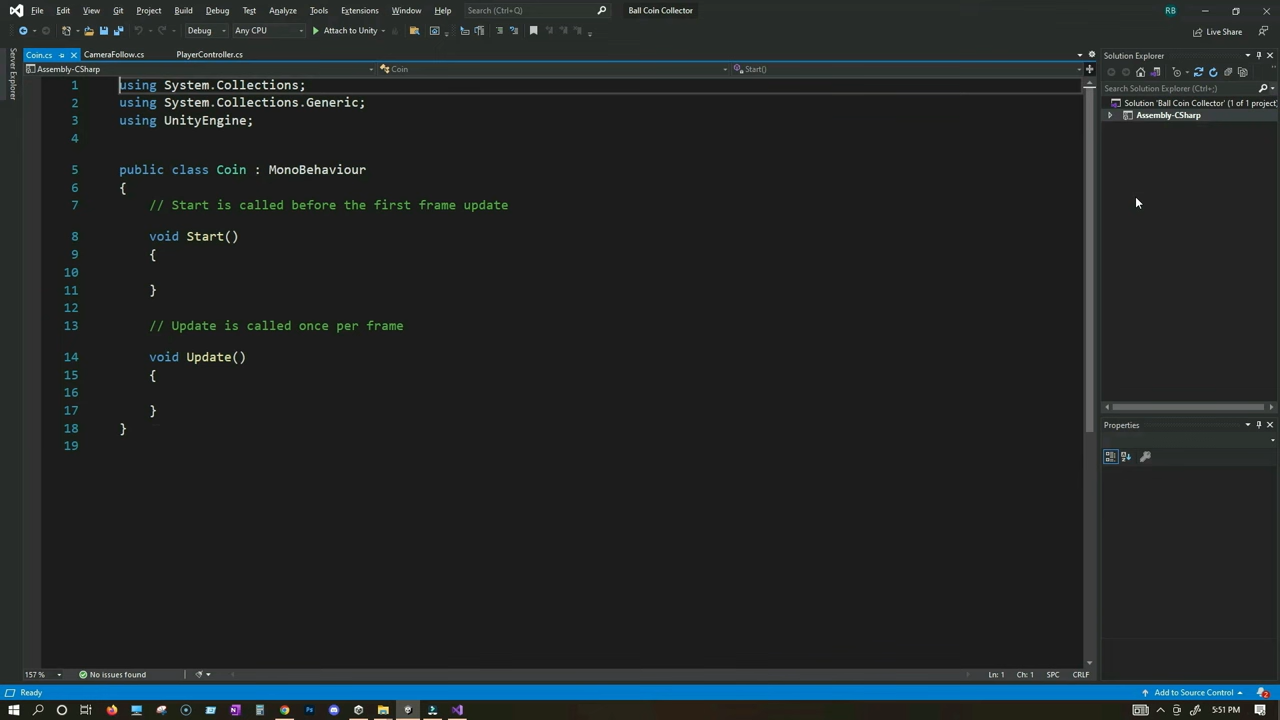 File Edit View Git Project Build Debug Test Analyze Tools Extensions Window Help Search (Ctrl+Q) Ball Coin Collector RB
Debug Any CPU Attach to Unity Live Share
Coin.cs CameraFollow.cs PlayerController.cs
Assembly-CSharp Coin Start()
1 using System.Collections;
2 using System.Collections.Generic;
3 using UnityEngine;
4
5 public class Coin : MonoBehaviour
6 {
7 // Start is called before the first frame update
8 void Start()
9 {
10
11 }
12
13 // Update is called once per frame
14 void Update()
15 {
16
17 }
18 }
19
157 % No issues found Ln: 1 Ch: 1 SPC CRLF
Server Explorer
Solution Explorer
Search Solution Explorer (Ctrl+;)
Solution 'Ball Coin Collector' (1 of 1 project)
Assembly-CSharp
Properties
Ready Add to Source Control 2
5:51 PM